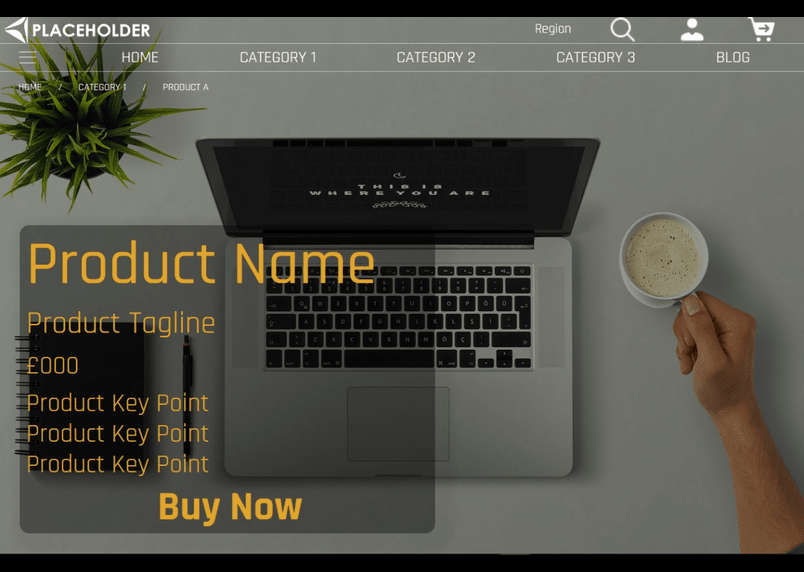 PLACEHOLDER
Region
HOME CATEGORY 1 CATEGORY 2 CATEGORY 3 BLOG
HOME / CATEGORY 1 / PRODUCT A
THIS IS
WHERE YOU ARE
Product Name
Product Tagline
£000
Product Key Point
Product Key Point
Product Key Point
Buy Now